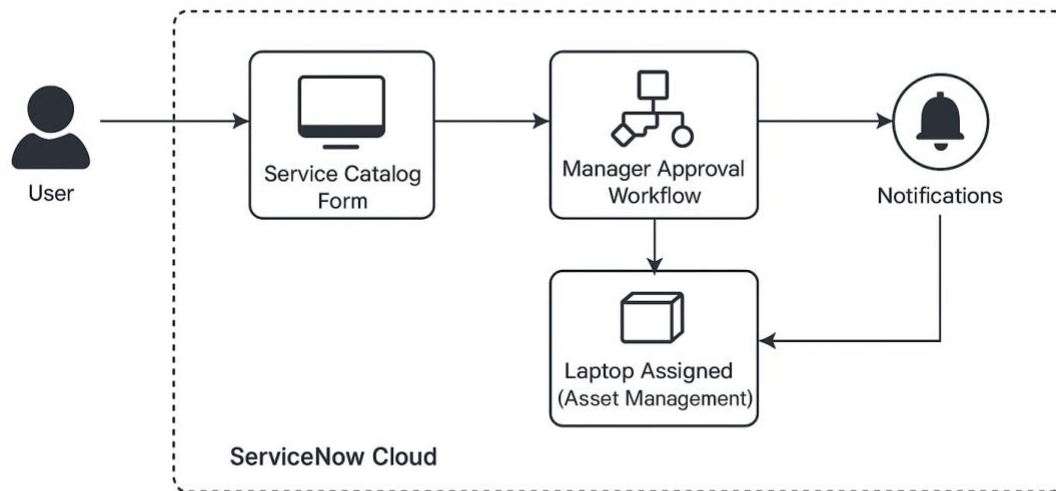 User
Service Catalog
Form
Manager Approval
Workflow
Notifications
Laptop Assigned
(Asset Management)
ServiceNow Cloud